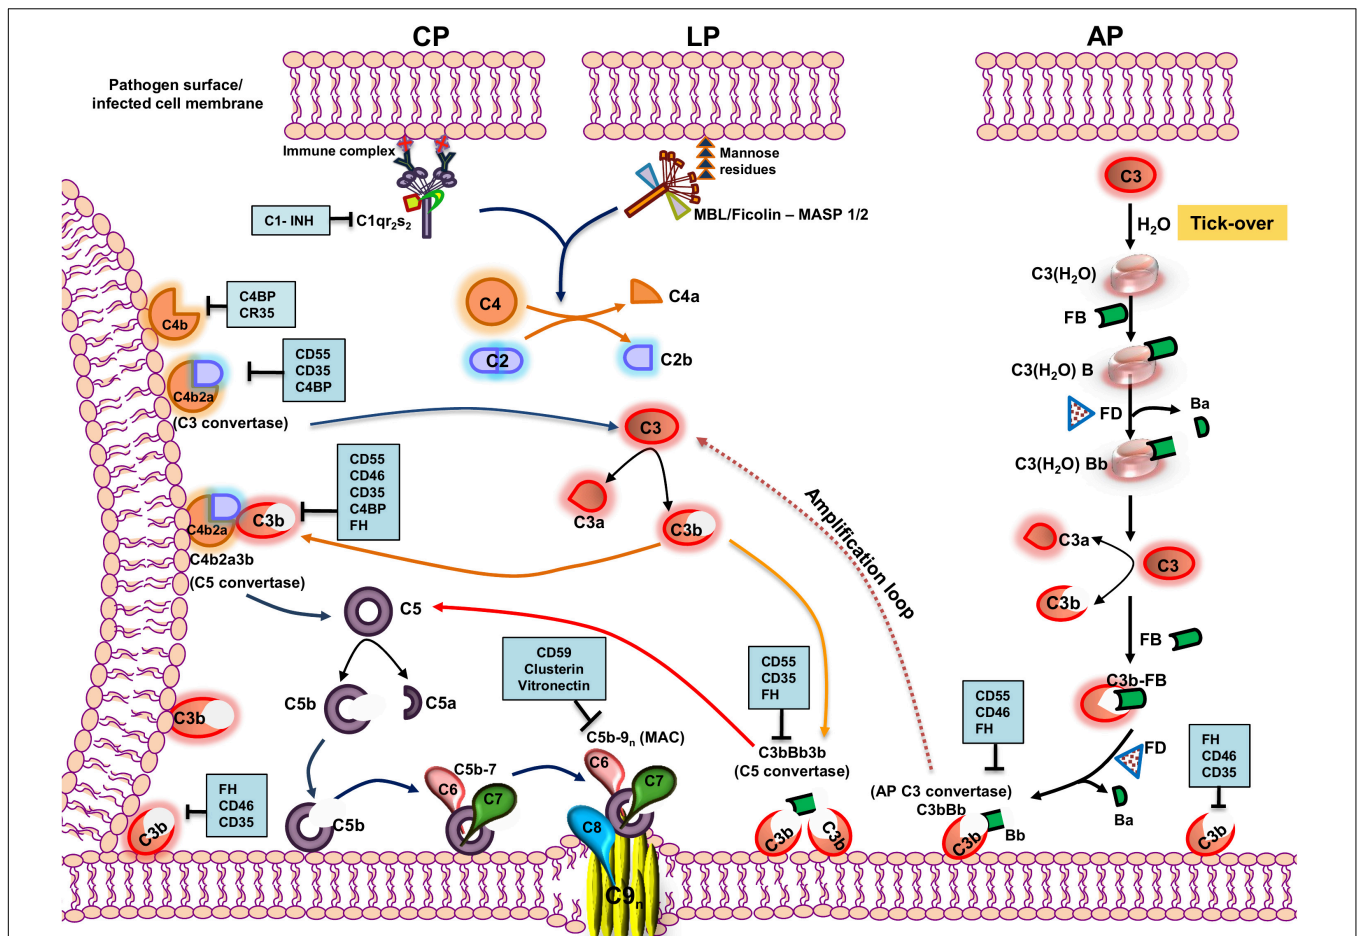 CP
LP
AP
Pathogen surface/
infected cell membrane
Immune complex
Mannose
residues
C1- INH
C1qr2s2
MBL/Ficolin – MASP 1/2
C3
H2O
Tick-over
C3(H2O)
FB
C3(H2O) B
FD
Ba
C3(H2O) Bb
C3a
C3
C3b
FB
C3b-FB
FD
Ba
C4
C4a
C2
C2b
C4b
C4BP
CR35
CD55
CD35
C4BP
C4b2a
(C3 convertase)
C3
C3a
C3b
Amplification loop
CD55
CD46
CD35
C4BP
FH
C4b2a
C3b
C4b2a3b
(C5 convertase)
C5
C5b
C5a
CD59
Clusterin
Vitronectin
C5b-9n (MAC)
C6
C7
C8
C9n
C5b-7
C6
C7
C5b
C3b
FH
CD46
CD35
C3b
CD55
CD35
FH
C3bBb3b
(C5 convertase)
C3b
C3b
CD55
CD46
FH
(AP C3 convertase)
C3bBb
C3b
Bb
FH
CD46
CD35
C3b